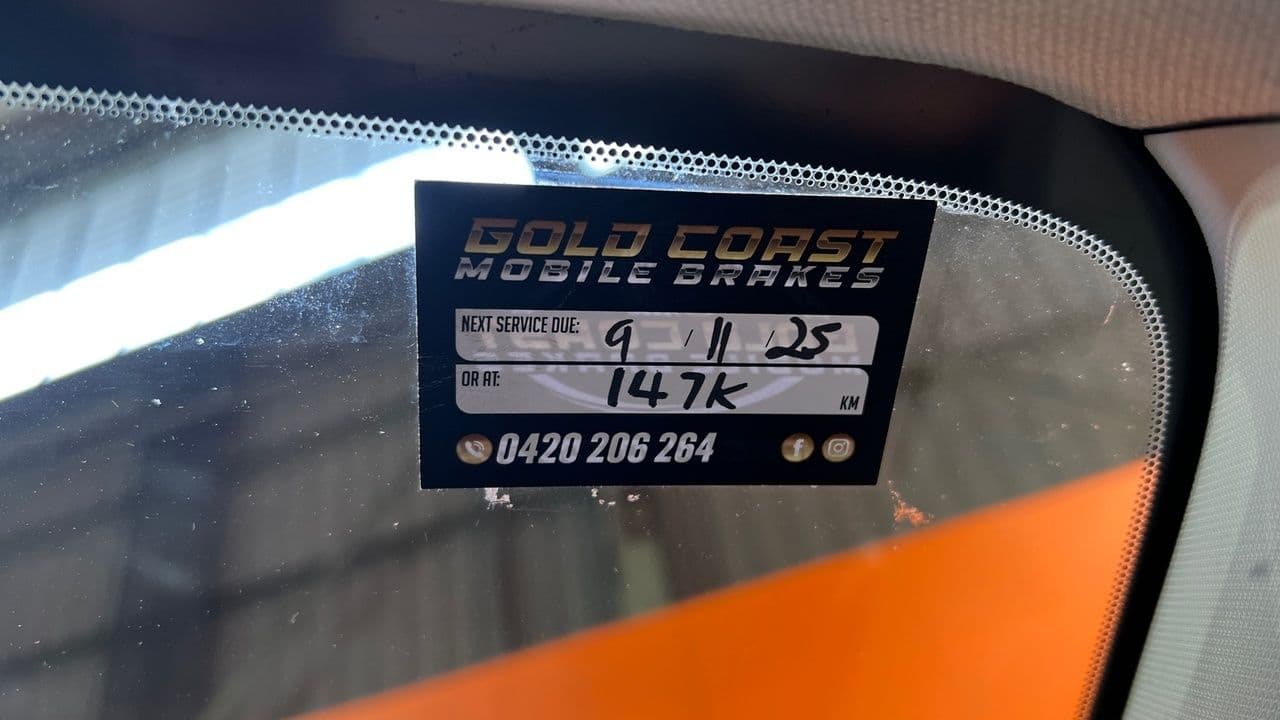 GOLD COAST
MOBILE BRAKES
NEXT SERVICE DUE: 9 / 11 / 25
OR AT: 147K KM
0420 206 264